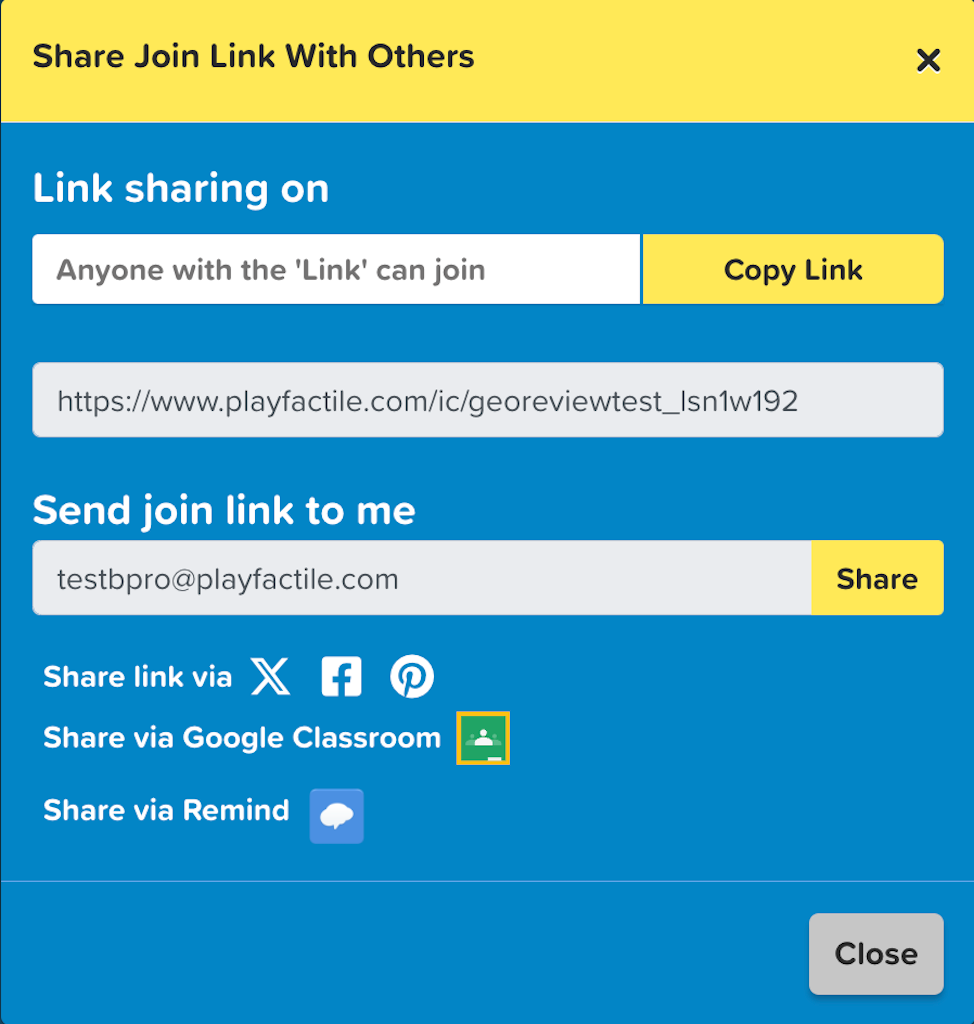 Share Join Link With Others
Link sharing on
Anyone with the 'Link' can join
Copy Link
https://www.playfactile.com/ic/georeviewtest_lsn1w192
Send join link to me
testbpro@playfactile.com
Share
Share link via
Share via Google Classroom
Share via Remind
Close